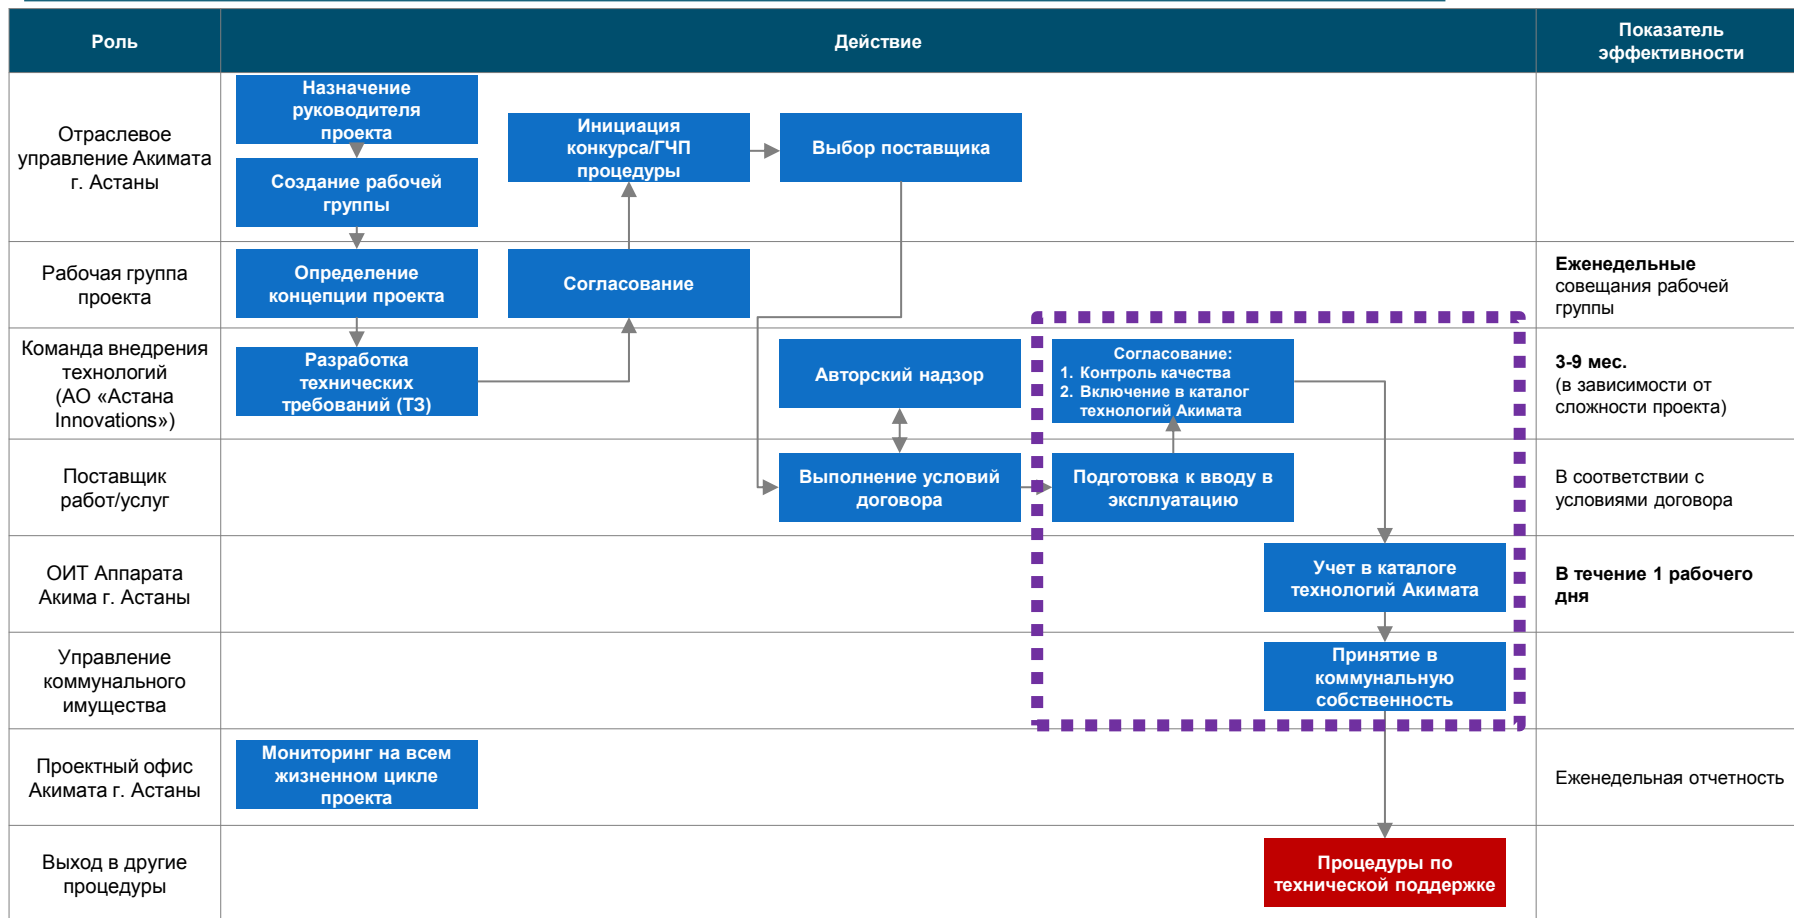 Роль
Действие
Показатель
эффективности
Отраслевое
управление Акимата
г. Астаны
Назначение
руководителя
проекта
Создание рабочей
группы
Инициация
конкурса/ГЧП
процедуры
Выбор поставщика
Рабочая группа
проекта
Определение
концепции проекта
Согласование
Еженедельные
совещания рабочей
группы
Команда внедрения
технологий
(АО «Астана
Innovations»)
Разработка
технических
требований (ТЗ)
Авторский надзор
Согласование:
1. Контроль качества
2. Включение в каталог
технологий Акимата
3-9 мес.
(в зависимости от
сложности проекта)
Поставщик
работ/услуг
Выполнение условий
договора
Подготовка к вводу в
эксплуатацию
В соответствии с
условиями договора
ОИТ Аппарата
Акима г. Астаны
Учет в каталоге
технологий Акимата
В течение 1 рабочего
дня
Управление
коммунального
имущества
Принятие в
коммунальную
собственность
Проектный офис
Акимата г. Астаны
Мониторинг на всем
жизненном цикле
проекта
Еженедельная отчетность
Выход в другие
процедуры
Процедуры по
технической поддержке